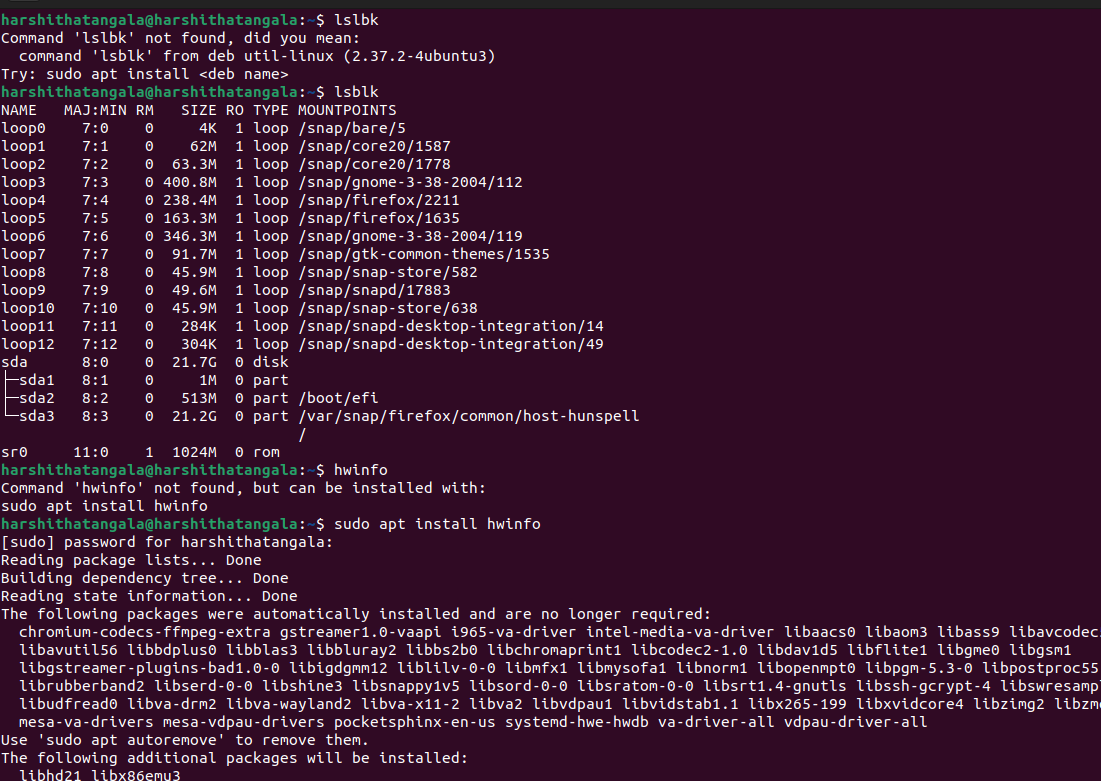 harshithatangala@harshithatangala:~$ lslbk
Command 'lslbk' not found, did you mean:
  command 'lsblk' from deb util-linux (2.37.2-4ubuntu3)
Try: sudo apt install <deb name>
harshithatangala@harshithatangala:~$ lsblk
NAME   MAJ:MIN RM   SIZE RO TYPE MOUNTPOINTS
loop0    7:0    0     4K  1 loop /snap/bare/5
loop1    7:1    0    62M  1 loop /snap/core20/1587
loop2    7:2    0  63.3M  1 loop /snap/core20/1778
loop3    7:3    0 400.8M  1 loop /snap/gnome-3-38-2004/112
loop4    7:4    0 238.4M  1 loop /snap/firefox/2211
loop5    7:5    0 163.3M  1 loop /snap/firefox/1635
loop6    7:6    0 346.3M  1 loop /snap/gnome-3-38-2004/119
loop7    7:7    0  91.7M  1 loop /snap/gtk-common-themes/1535
loop8    7:8    0  45.9M  1 loop /snap/snap-store/582
loop9    7:9    0  49.6M  1 loop /snap/snapd/17883
loop10   7:10   0  45.9M  1 loop /snap/snap-store/638
loop11   7:11   0   284K  1 loop /snap/snapd-desktop-integration/14
loop12   7:12   0   304K  1 loop /snap/snapd-desktop-integration/49
sda      8:0    0  21.7G  0 disk
├─sda1   8:1    0     1M  0 part
├─sda2   8:2    0   513M  0 part /boot/efi
└─sda3   8:3    0  21.2G  0 part /var/snap/firefox/common/host-hunspell
                                 /
sr0     11:0    1  1024M  0 rom
harshithatangala@harshithatangala:~$ hwinfo
Command 'hwinfo' not found, but can be installed with:
sudo apt install hwinfo
harshithatangala@harshithatangala:~$ sudo apt install hwinfo
[sudo] password for harshithatangala:
Reading package lists... Done
Building dependency tree... Done
Reading state information... Done
The following packages were automatically installed and are no longer required:
  chromium-codecs-ffmpeg-extra gstreamer1.0-vaapi i965-va-driver intel-media-va-driver libaacs0 libaom3 libass9 libavcodec
  libavutil56 libbdplus0 libblas3 libbluray2 libbs2b0 libchromaprint1 libcodec2-1.0 libdav1d5 libflite1 libgme0 libgsm1
  libgstreamer-plugins-bad1.0-0 libigdgmm12 liblilv-0-0 libmfx1 libmysofa1 libnorm1 libopenmpt0 libpgm-5.3-0 libpostproc55
  librubberband2 libserd-0-0 libshine3 libsnappy1v5 libsord-0-0 libsratom-0-0 libsrt1.4-gnutls libssh-gcrypt-4 libswresampl
  libudfread0 libva-drm2 libva-wayland2 libva-x11-2 libva2 libvdpau1 libvidstab1.1 libx265-199 libxvidcore4 libzimg2 libzm
  mesa-va-drivers mesa-vdpau-drivers pocketsphinx-en-us systemd-hwe-hwdb va-driver-all vdpau-driver-all
Use 'sudo apt autoremove' to remove them.
The following additional packages will be installed:
  libhd21 libx86emu3